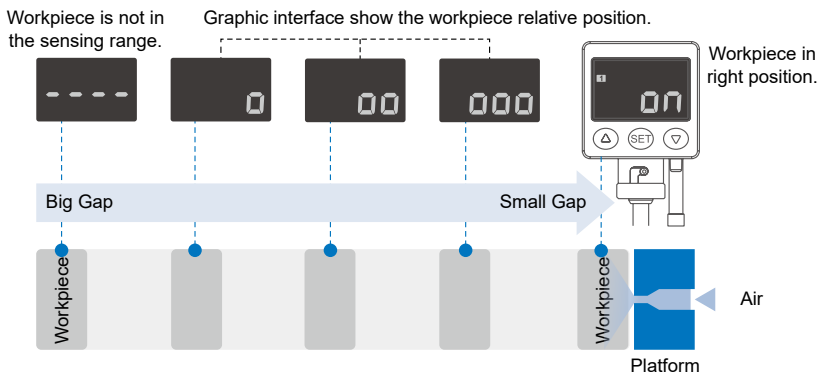 Workpiece is not in
the sensing range.
Graphic interface show the workpiece relative position.
Workpiece in
right position.
- - - -
0
00
000
1
on
SET
Big Gap
Small Gap
Workpiece
Workpiece
Air
Platform